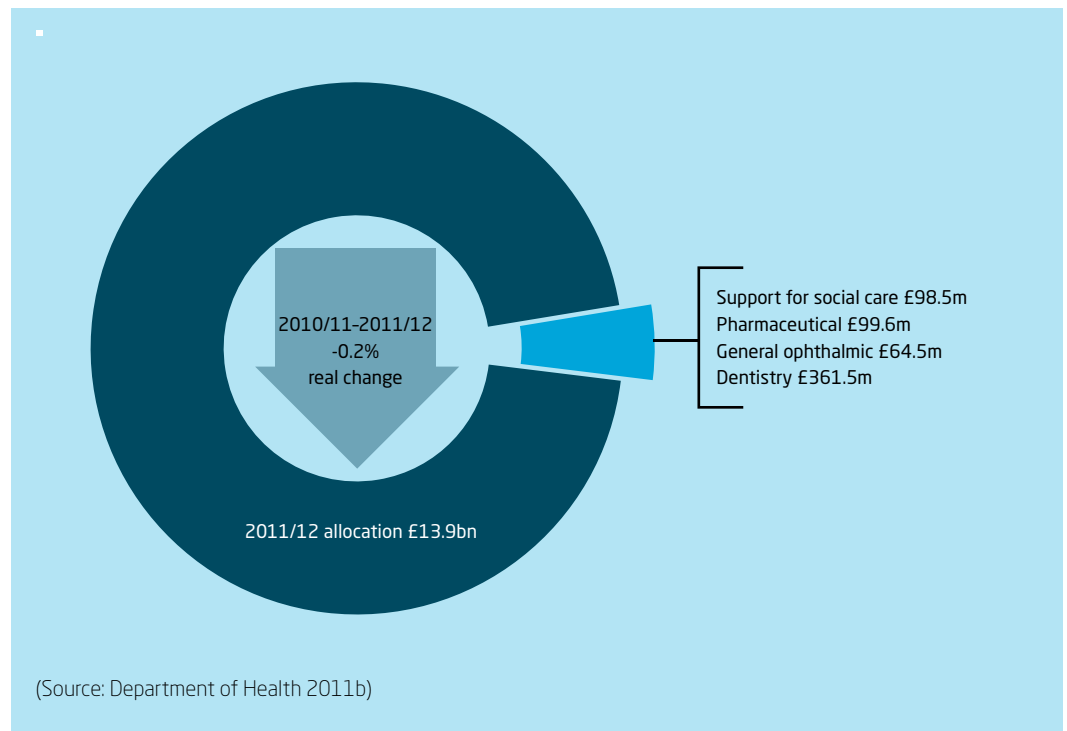 2010/11–2011/12
-0.2%
real change
Support for social care £98.5m
Pharmaceutical £99.6m
General ophthalmic £64.5m
Dentistry £361.5m
2011/12 allocation £13.9bn
(Source: Department of Health 2011b)